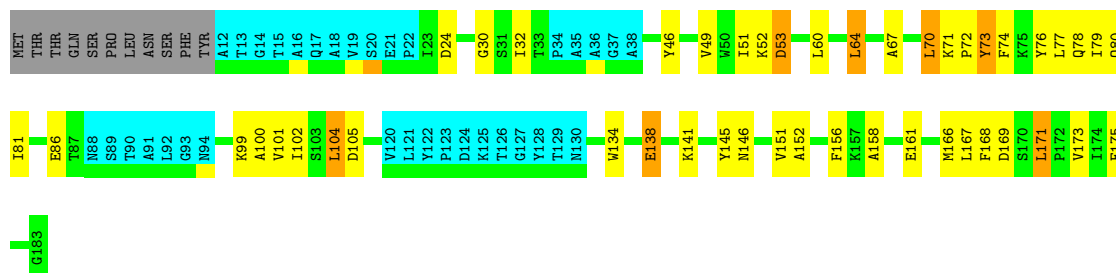 MET THR THR GLN SER PRO LEU ASN SER PHE TYR A12 T13 G14 T15 A16 Q17 A18 V19 S20 E21 P22 I23 D24 G30 S31 I32 T33 P34 A35 A36 G37 A38 Y46 V49 W50 I51 K52 D53 L60 L64 A67 L70 K71 P72 Y73 F74 K75 Y76 L77 Q78 I79 Q80
I81 E86 T87 N88 S89 T90 A91 L92 G93 N94 K99 A100 V101 I102 S103 L104 D105 V120 L121 Y122 P123 D124 K125 T126 G127 Y128 T129 N130 W134 E138 K141 Y145 N146 V151 A152 F156 K157 A158 E161 M166 L167 F168 D169 S170 L171 P172 V173 I174
G183